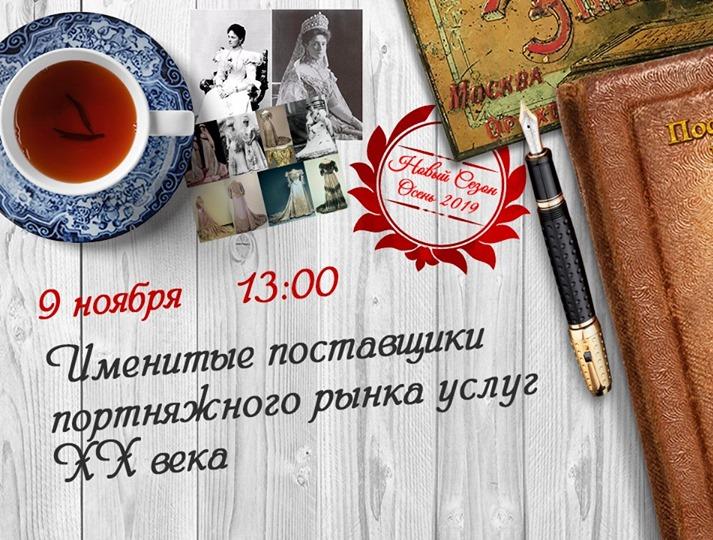 Москва
Новый Сезон
Осень 2019
9 ноября 13:00
Именитые поставщики
портняжного рынка услуг
XX века